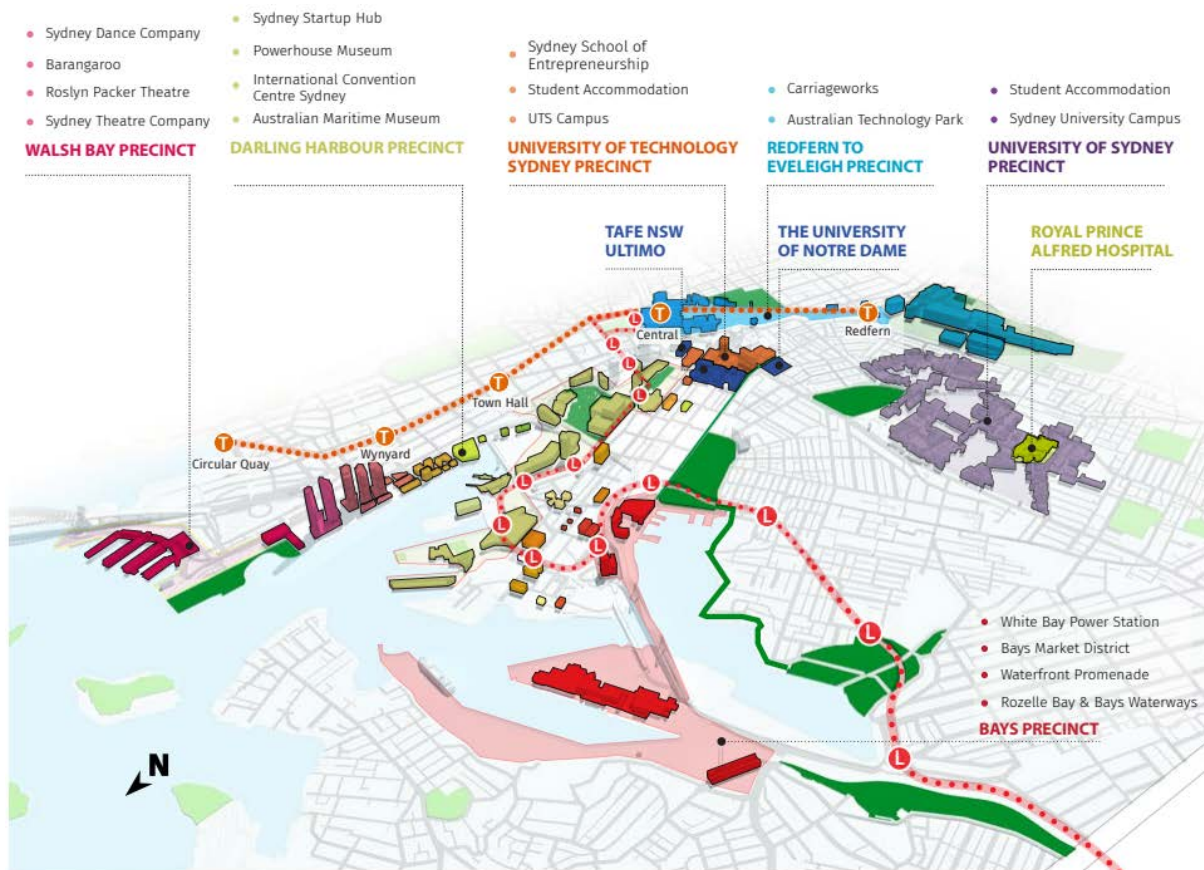 Sydney Dance Company
Barangaroo
Roslyn Packer Theatre
Sydney Theatre Company
WALSH BAY PRECINCT
Sydney Startup Hub
Powerhouse Museum
International Convention
Centre Sydney
Australian Maritime Museum
DARLING HARBOUR PRECINCT
Sydney School of
Entrepreneurship
Student Accommodation
UTS Campus
UNIVERSITY OF TECHNOLOGY
SYDNEY PRECINCT
Carriageworks
Australian Technology Park
REDFERN TO
EVELEIGH PRECINCT
Student Accommodation
Sydney University Campus
UNIVERSITY OF SYDNEY
PRECINCT
TAFE NSW
ULTIMO
THE UNIVERSITY
OF NOTRE DAME
ROYAL PRINCE
ALFRED HOSPITAL
L
T
Central
T
Redfern
L
L
L
T
Town Hall
T
Circular Quay
T
Wynyard
L
L
L
L
L
L
L
L
White Bay Power Station
Bays Market District
Waterfront Promenade
Rozelle Bay & Bays Waterways
BAYS PRECINCT
L
N